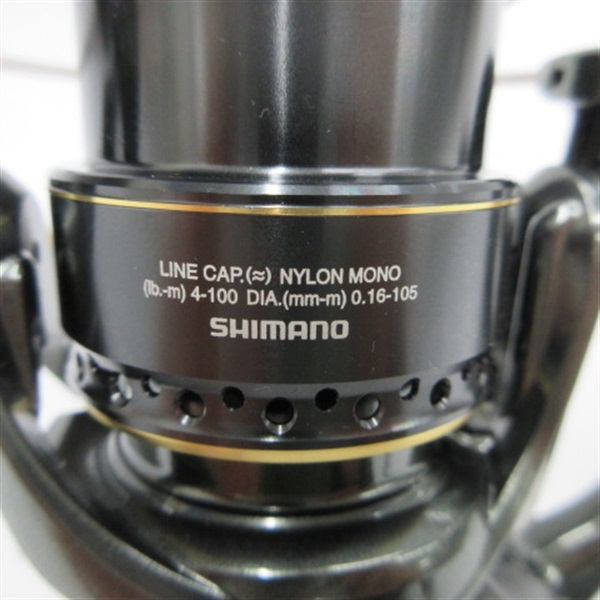 LINE CAP.(≈) NYLON MONO
(lb.-m) 4-100 DIA.(mm-m) 0.16-105
SHIMANO